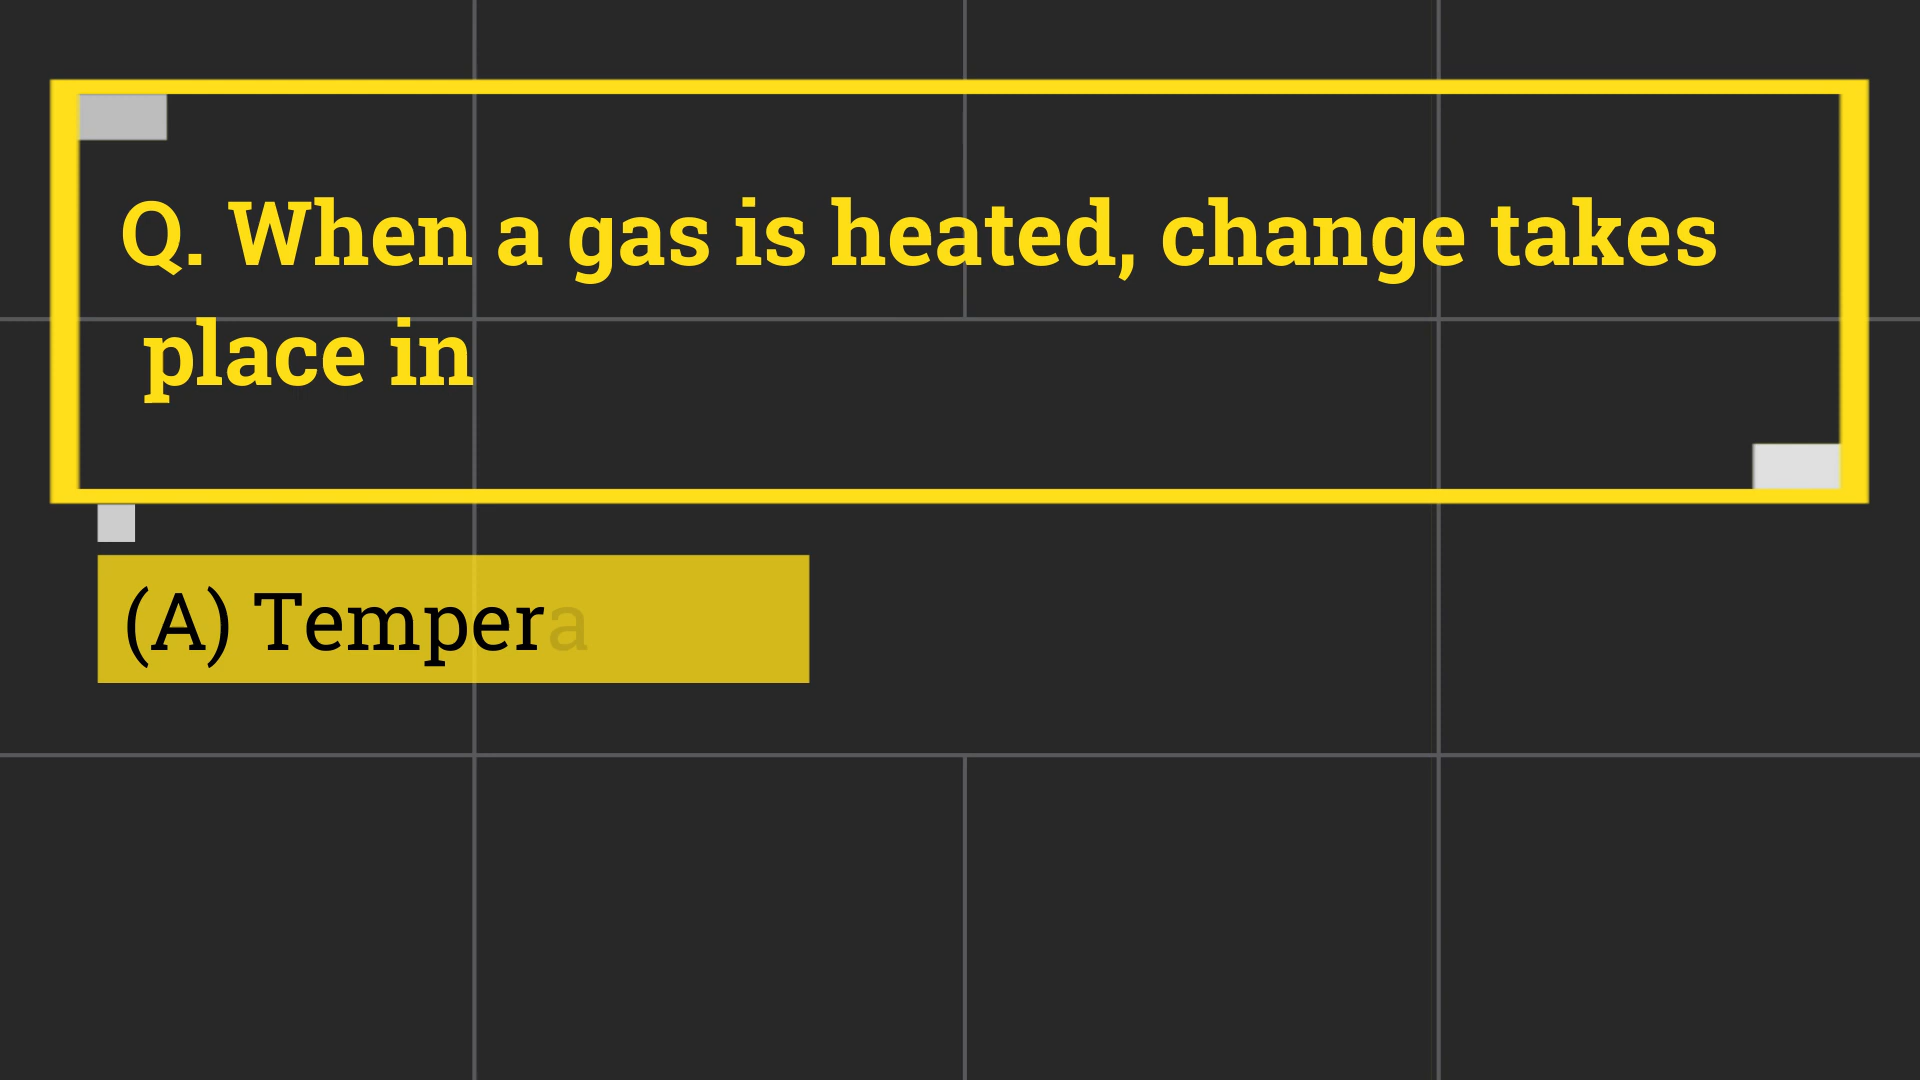 Q. When a gas is heated, change takes
place in
(A) Tempera